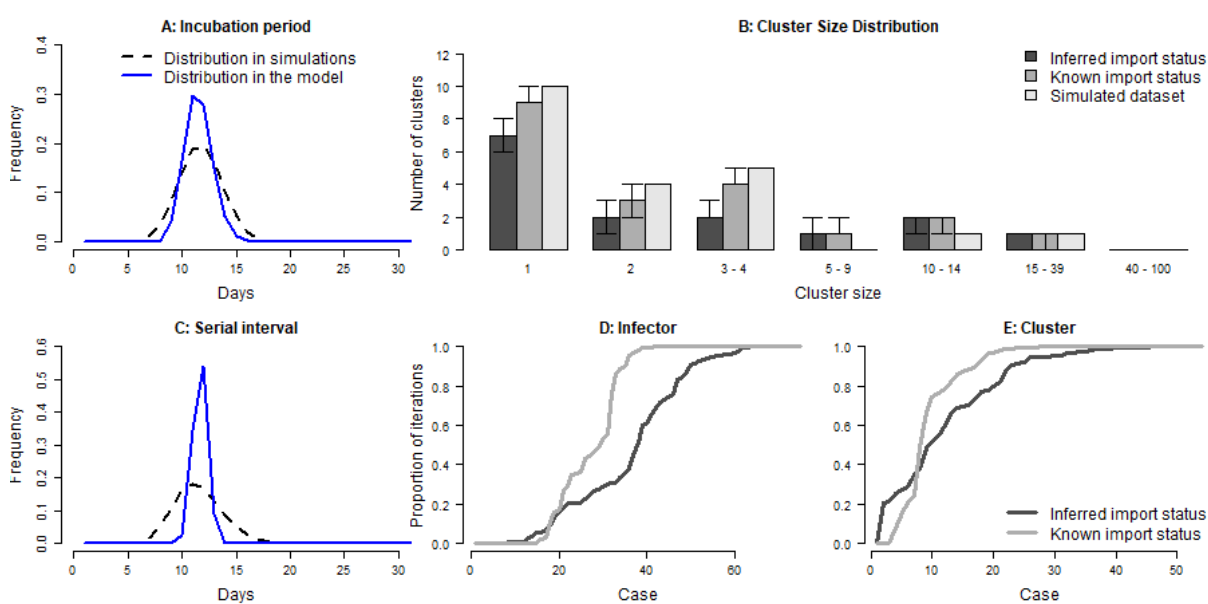 A: Incubation period
Distribution in simulations
Distribution in the model
Frequency
0.0 0.1 0.2 0.3 0.4
0 5 10 15 20 25 30
Days
B: Cluster Size Distribution
Inferred import status
Known import status
Simulated dataset
Number of clusters
0 2 4 6 8 10 12
1 2 3 - 4 5 - 9 10 - 14 15 - 39 40 - 100
Cluster size
C: Serial interval
Frequency
0.0 0.1 0.2 0.3 0.4 0.5 0.6
0 5 10 15 20 25 30
Days
D: Infector
Proportion of iterations
0.0 0.2 0.4 0.6 0.8 1.0
0 20 40 60
Case
E: Cluster
Inferred import status
Known import status
0.0 0.2 0.4 0.6 0.8 1.0
0 10 20 30 40 50
Case